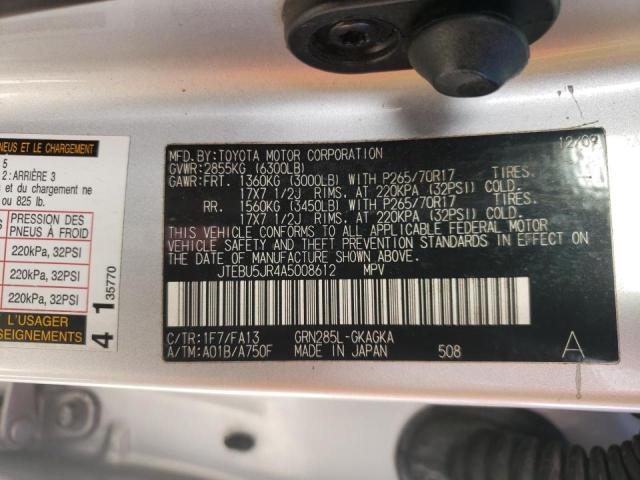 PNEUS ET LE CHARGEMENT
5
2:ARRIÈRE 3
s et du chargement ne
ou 825 lb.
PRESSION DES
PNEUS À FROID
220kPa, 32PSI
220kPa, 32PSI
220kPa, 32PSI
L'USAGER
NSEIGNEMENTS
4 1 35770
12/09
MFD.BY:TOYOTA MOTOR CORPORATION
GVWR:2855KG (6300LB)
GAWR:FRT. 1360KG (3000LB) WITH P265/70R17 TIRES.
17X7 1/2J RIMS. AT 220KPA (32PSI) COLD.
RR. 1560KG (3450LB) WITH P265/70R17 TIRES.
17X7 1/2J RIMS. AT 220KPA (32PSI) COLD.
THIS VEHICLE CONFORMS TO ALL APPLICABLE FEDERAL MOTOR
VEHICLE SAFETY AND THEFT PREVENTION STANDARDS IN EFFECT ON
THE DATE OF MANUFACTURE SHOWN ABOVE.
JTEBU5JR4A5008612 MPV
C/TR:1F7/FA13 GRN285L-GKAGKA
A/TM:A01B/A750F MADE IN JAPAN 508 A